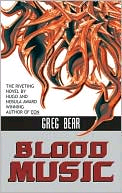 GREG BEAR
THE RIVETING
NOVEL BY
HUGO AND
NEBULA AWARD
WINNING
AUTHOR OF EON
BLOOD
MUSIC